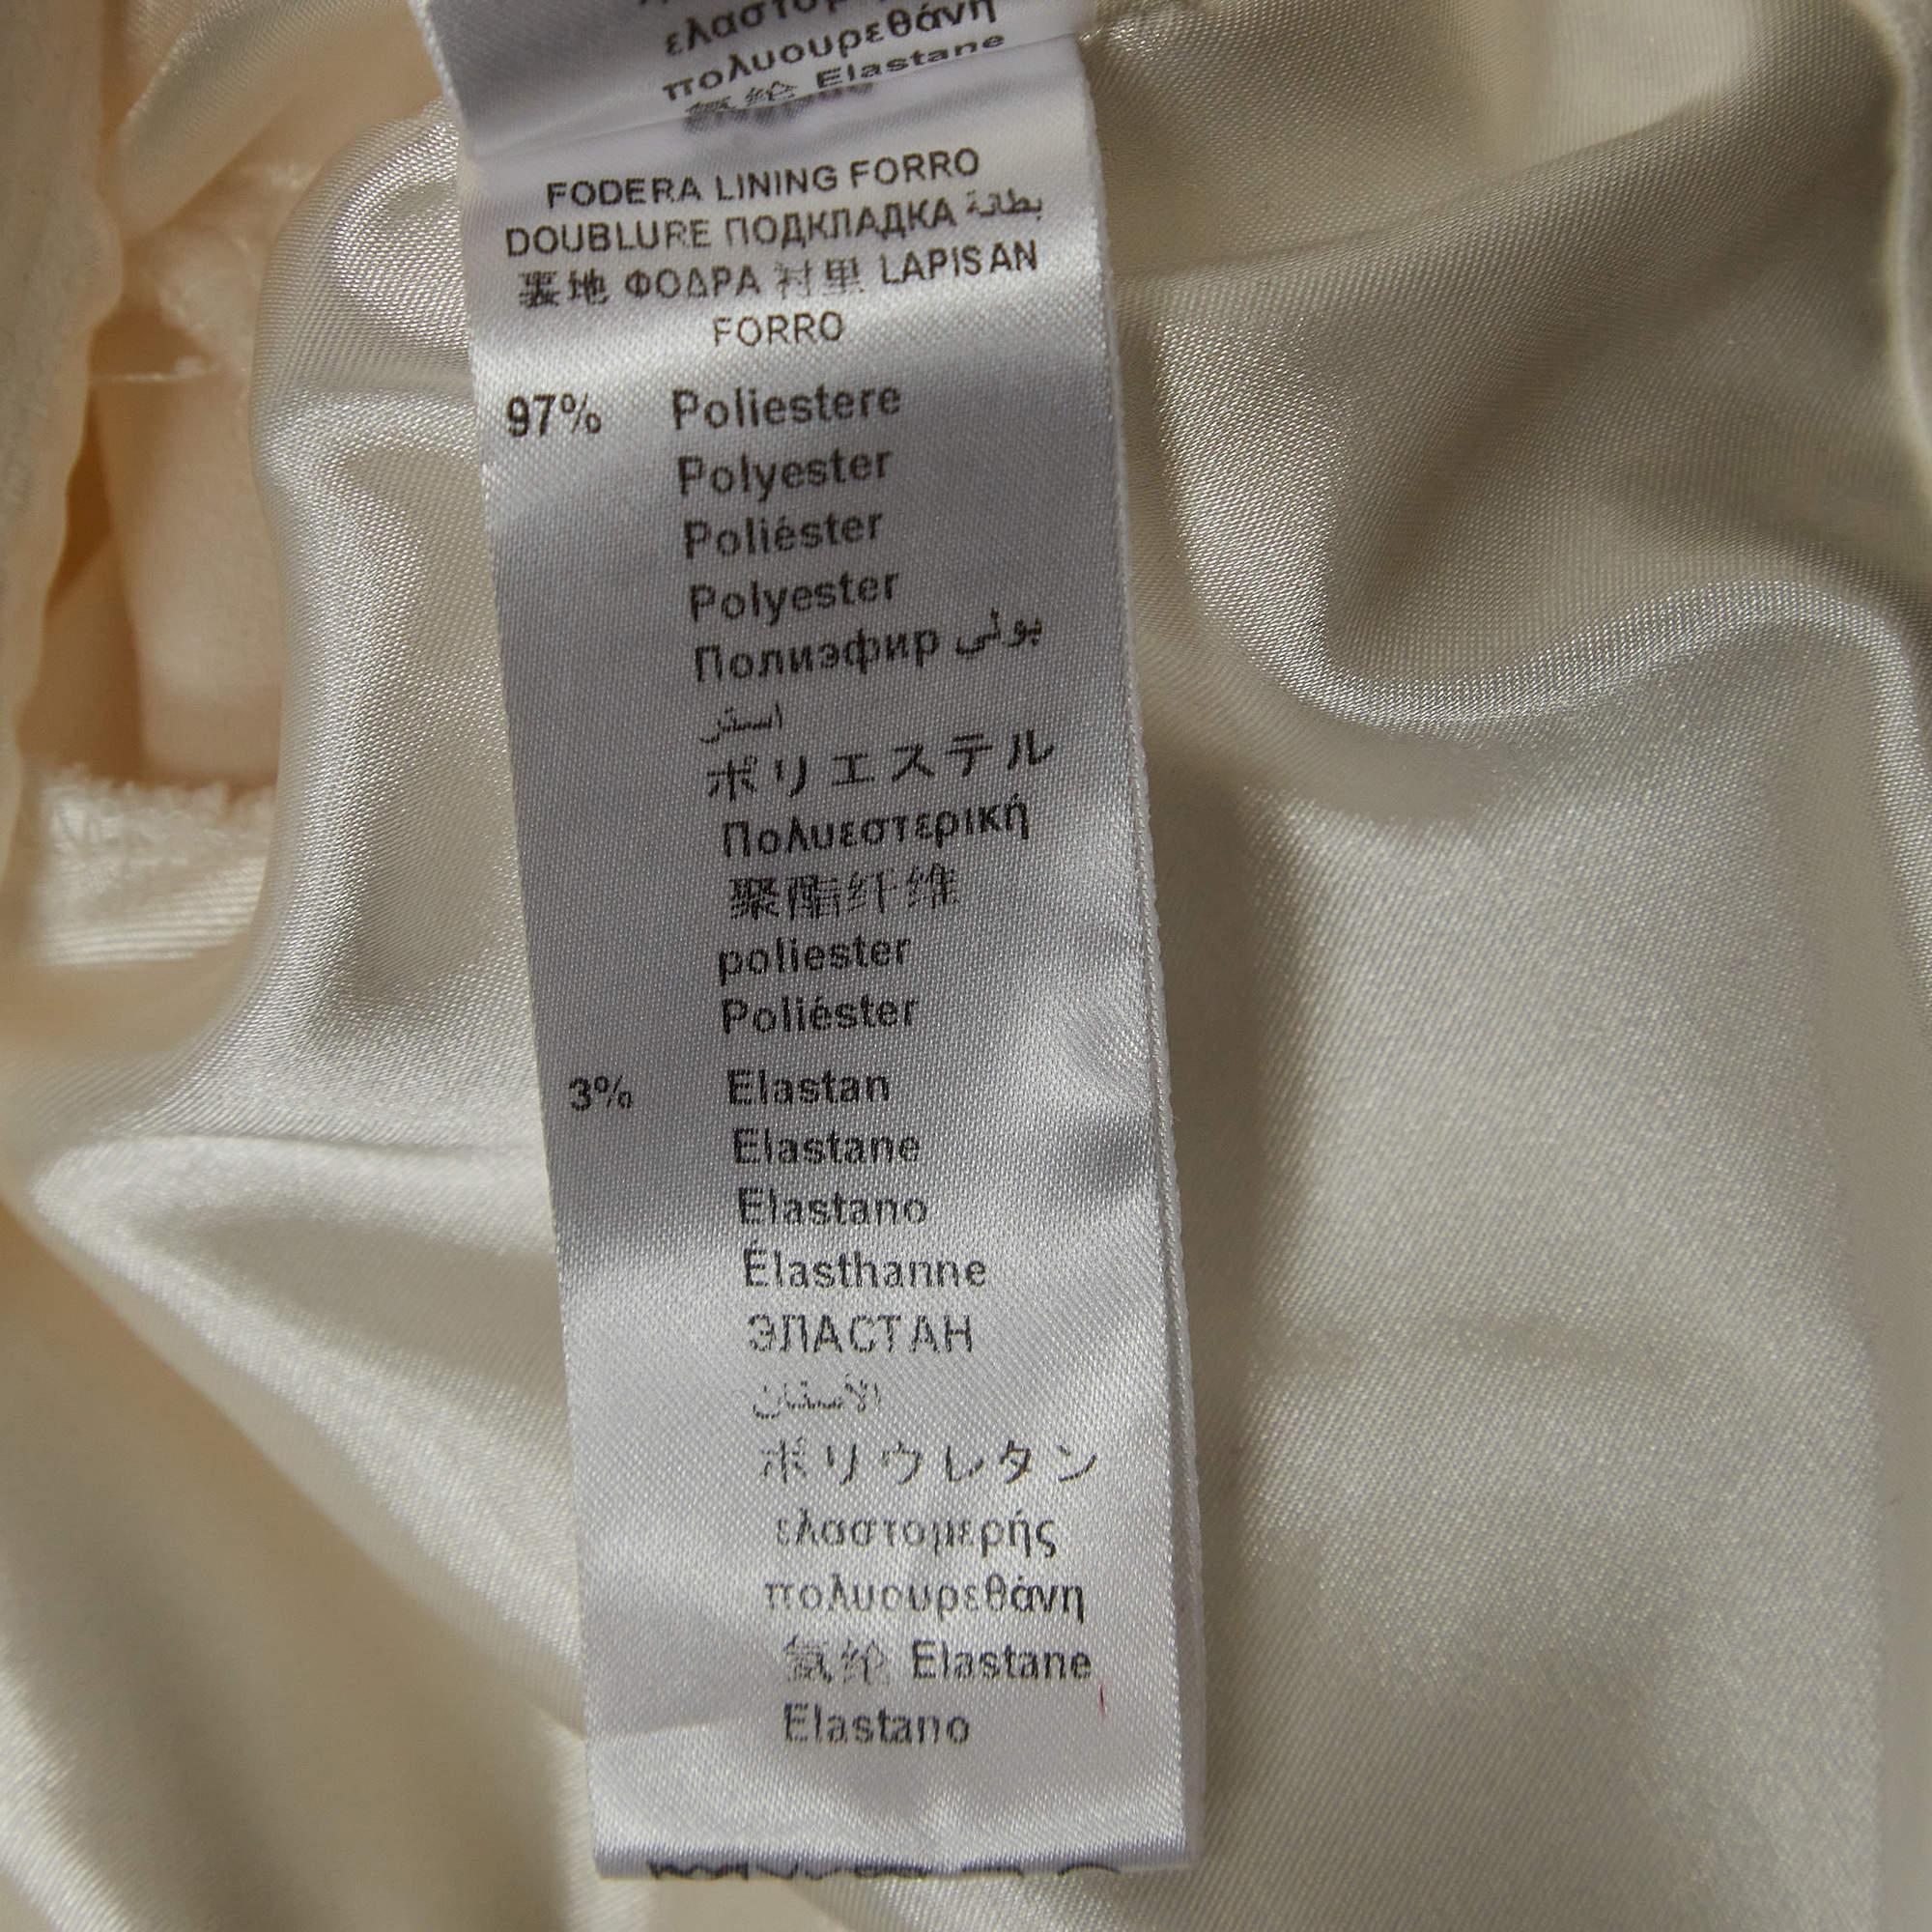 πολυουρεθάνη
Elastane
FODERA LINING FORRO
DOUBLURE ПОДКЛАДКА بطانة
裏地 ΦΟΔΡΑ 衬里 LAPISAN
FORRO
97% Poliestere
Polyester
Poliéster
Polyester
Полиэфир بولي
استر
ポリエステル
Πολυεστερική
聚酯纤维
poliester
Poliéster
3% Elastan
Elastane
Elastano
Élasthanne
ЭЛАСТАН
الاستان
ポリウレタン
ελαστομερής
πολυουρεθάνη
氨纶 Elastane
Elastano